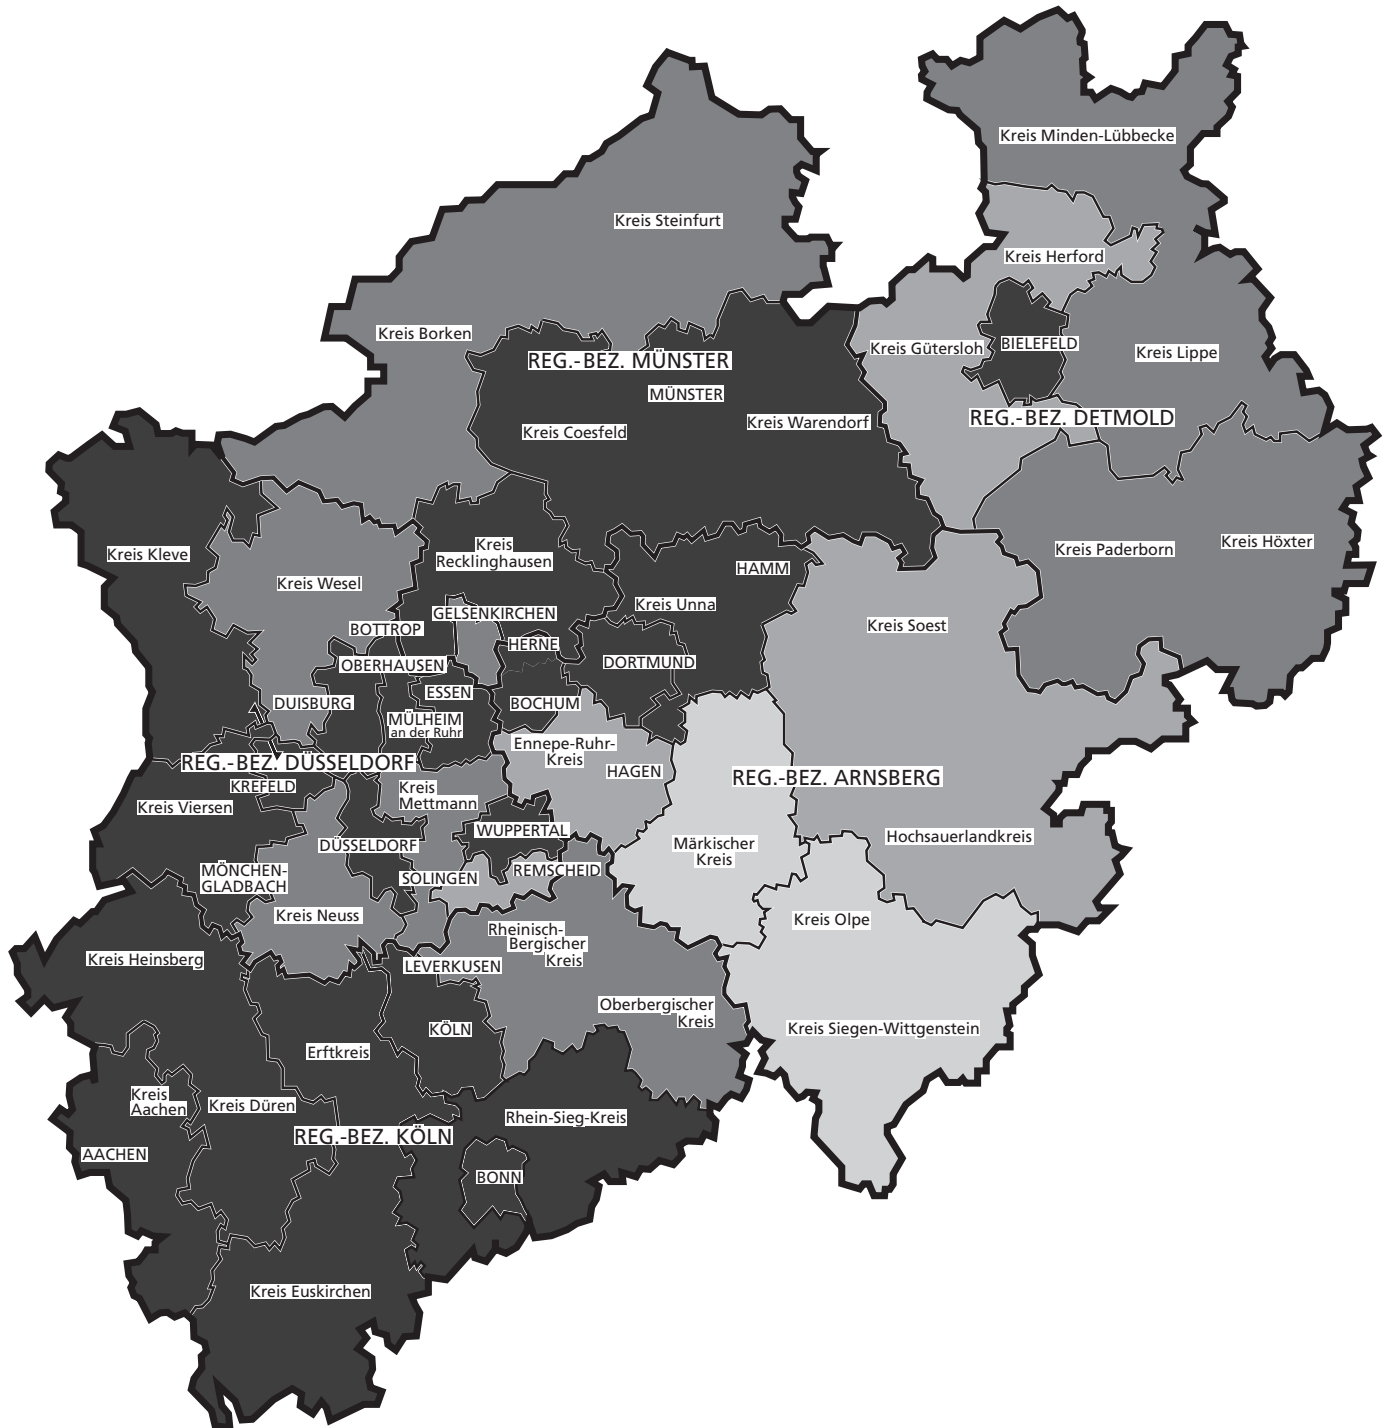 Kreis Minden-Lübbecke
Kreis Steinfurt
Kreis Herford
Kreis Borken
BIELEFELD
Kreis Gütersloh
Kreis Lippe
REG.-BEZ. MÜNSTER
MÜNSTER
REG.-BEZ. DETMOLD
Kreis Warendorf
Kreis Coesfeld
Kreis Höxter
Kreis Paderborn
Kreis Kleve
Kreis
Recklinghausen
HAMM
Kreis Wesel
Kreis Unna
GELSENKIRCHEN
Kreis Soest
BOTTROP
HERNE
OBERHAUSEN
DORTMUND
ESSEN
DUISBURG
BOCHUM
MÜLHEIM
an der Ruhr
Ennepe-Ruhr-
Kreis
REG.-BEZ. DÜSSELDORF
HAGEN
REG.-BEZ. ARNSBERG
KREFELD
Kreis
Mettmann
Kreis Viersen
WUPPERTAL
Hochsauerlandkreis
DÜSSELDORF
Märkischer
Kreis
MÖNCHEN-
GLADBACH
REMSCHEID
SOLINGEN
Kreis Neuss
Kreis Olpe
Rheinisch-
Bergischer
Kreis
Kreis Heinsberg
LEVERKUSEN
Oberbergischer
Kreis
KÖLN
Kreis Siegen-Wittgenstein
Erftkreis
Kreis
Aachen
Kreis Düren
Rhein-Sieg-Kreis
REG.-BEZ. KÖLN
AACHEN
BONN
Kreis Euskirchen